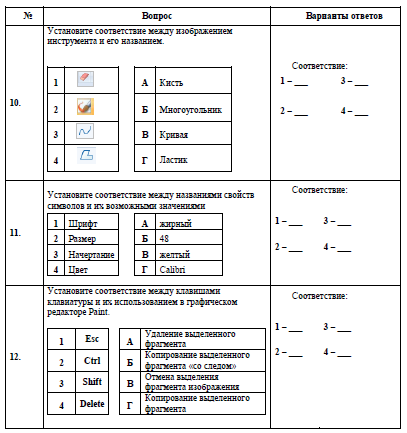 № Вопрос Варианты ответов
10.
Установите соответствие между изображением
инструмента и его названием.
1 А Кисть
2 Б Многоугольник
3 В Кривая
4 Г Ластик
Соответствие:
1 – ___ 3 – ___
2 – ___ 4 – ___
11.
Установите соответствие между названиями свойств
символов и их возможными значениями
1 Шрифт А жирный
2 Размер Б 48
3 Начертание В желтый
4 Цвет Г Calibri
Соответствие:
1 – ___ 3 – ___
2 – ___ 4 – ___
12.
Установите соответствие между клавишами
клавиатуры и их использованием в графическом
редакторе Paint.
1 Esc А Удаление выделенного
фрагмента
2 Ctrl Б Копирование выделенного
фрагмента «со следом»
3 Shift В Отмена выделения
фрагмента изображения
4 Delete Г Копирование выделенного
фрагмента
Соответствие:
1 – ___ 3 – ___
2 – ___ 4 – ___